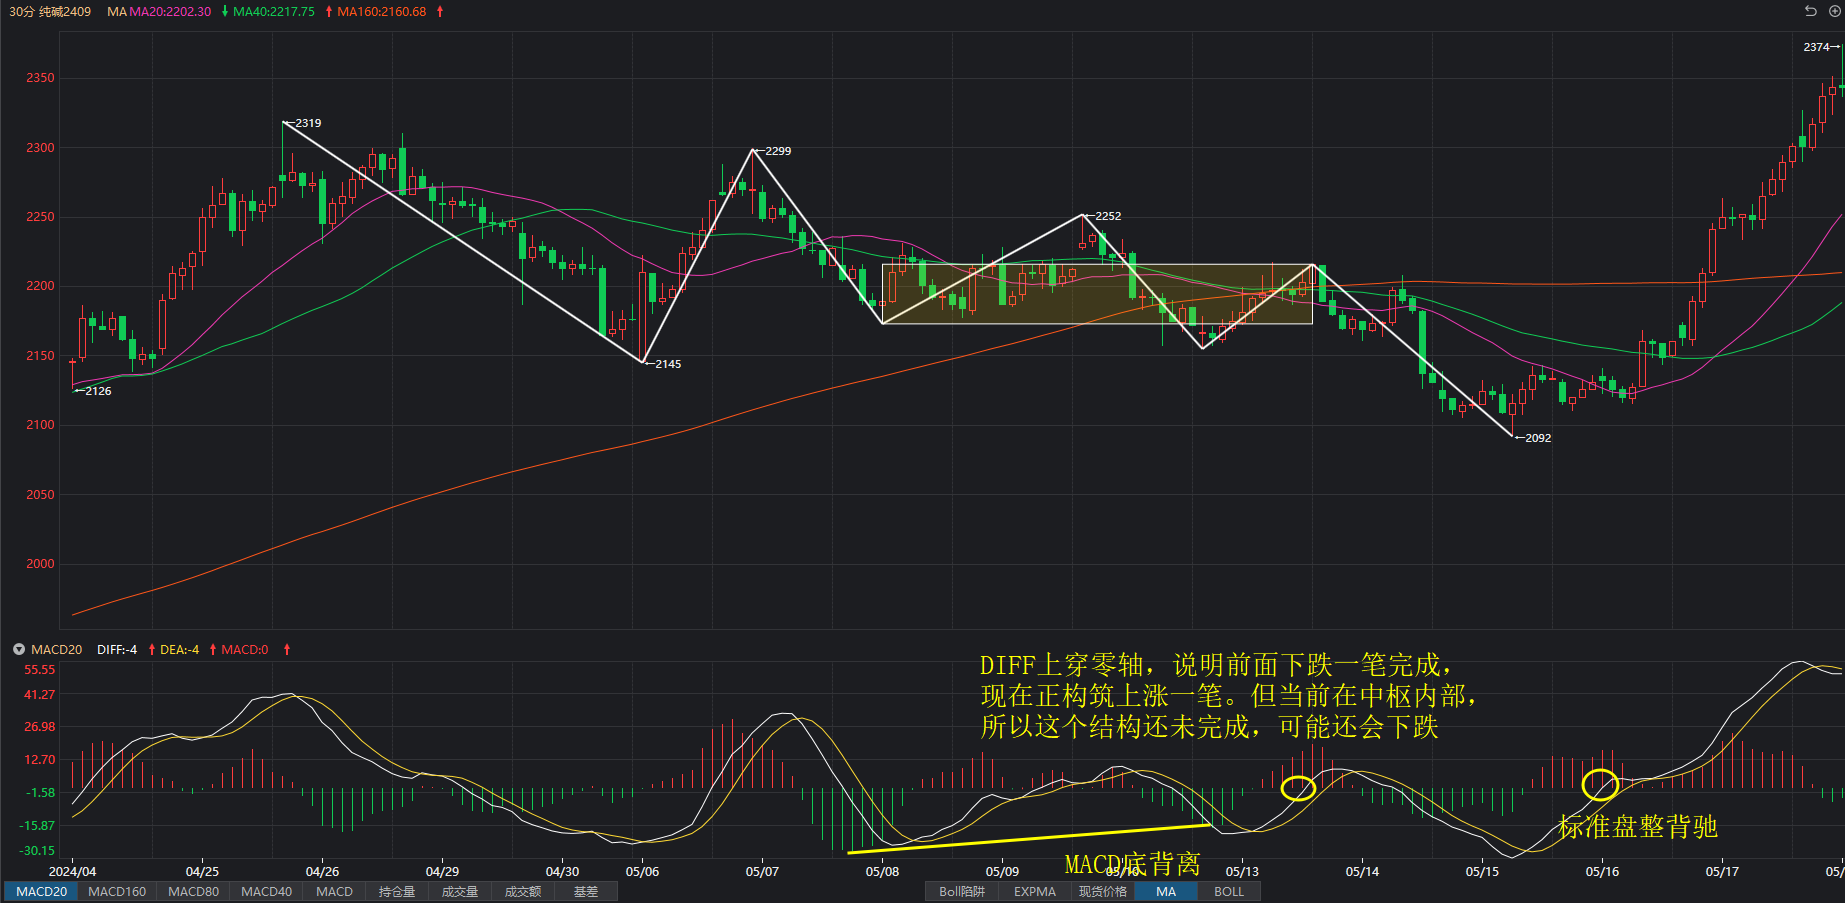 30分 纯碱2409 MA MA20:2202.30 ↓ MA40:2217.75 ↑ MA160:2160.68 ↑
2374→
2350
←2319
2300
←2299
2250
←2252
2200
2150
←2145
←2126
2100
←2092
2050
2000
MACD20 DIFF:-4 ↑ DEA:-4 ↑ MACD:0 ↑
55.55
41.27
26.98
12.70
-1.58
-15.87
-30.15
DIFF上穿零轴，说明前面下跌一笔完成，
现在正构筑上涨一笔。但当前在中枢内部，
所以这个结构还未完成，可能还会下跌
标准盘整背驰
MACD底背离
2024/04 04/25 04/26 04/29 04/30 05/06 05/07 05/08 05/09 05/10 05/13 05/14 05/15 05/16 05/17 05/
MACD20 MACD160 MACD80 MACD40 MACD 持仓量 成交量 成交额 基差 Boll陷阱 EXPMA 现货价格 MA BOLL